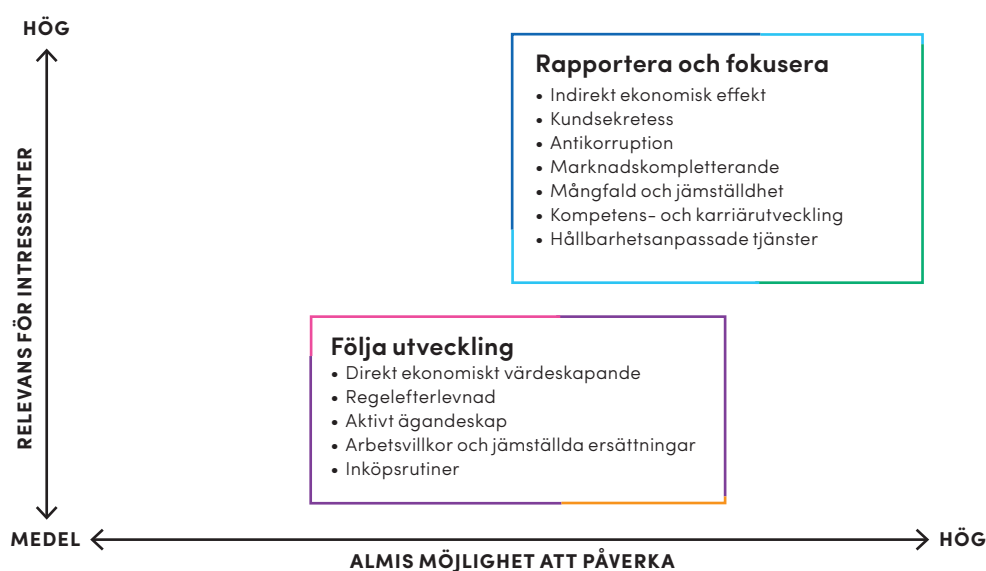 HÖG
Rapportera och fokusera
• Indirekt ekonomisk effekt
• Kundsekretess
• Antikorruption
• Marknadskompletterande
• Mångfald och jämställdhet
• Kompetens- och karriärutveckling
• Hållbarhetsanpassade tjänster
RELEVANS FÖR INTRESSENTER
Följa utveckling
• Direkt ekonomiskt värdeskapande
• Regelefterlevnad
• Aktivt ägandeskap
• Arbetsvillkor och jämställda ersättningar
• Inköpsrutiner
MEDEL
HÖG
ALMIS MÖJLIGHET ATT PÅVERKA